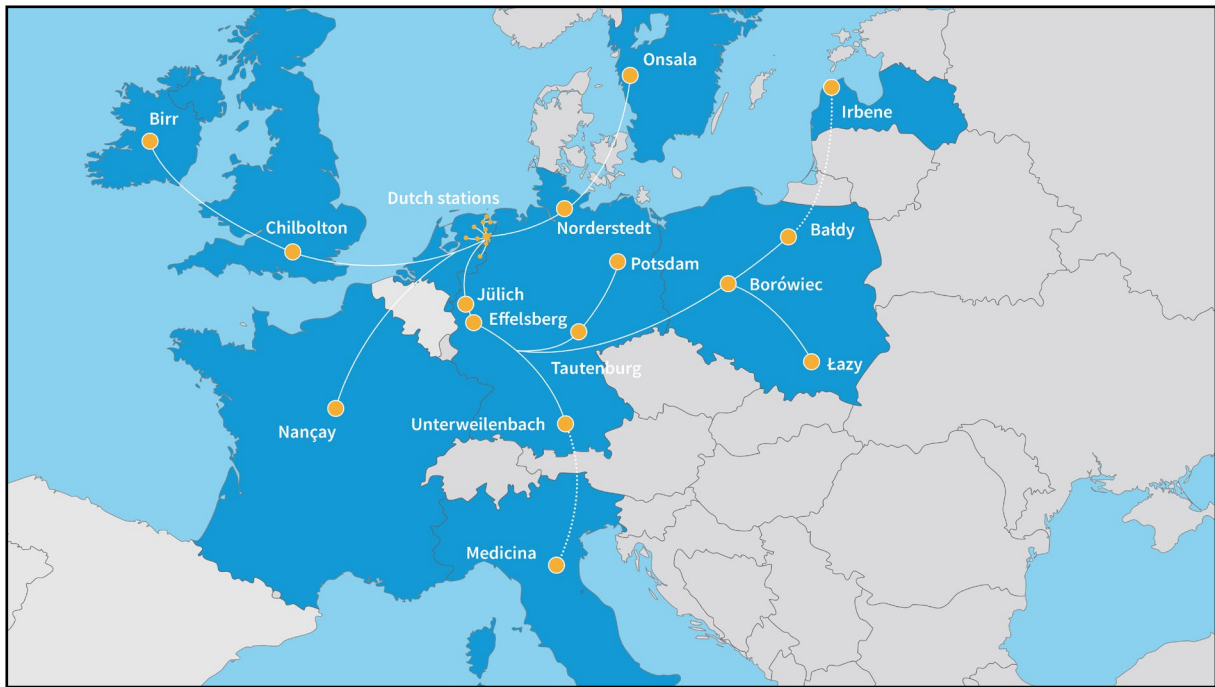 Onsala
Birr
Irbene
Dutch stations
Chilbolton
Norderstedt
Bałdy
Potsdam
Borówiec
Jülich
Effelsberg
Tautenburg
Łazy
Nançay
Unterweilenbach
Medicina